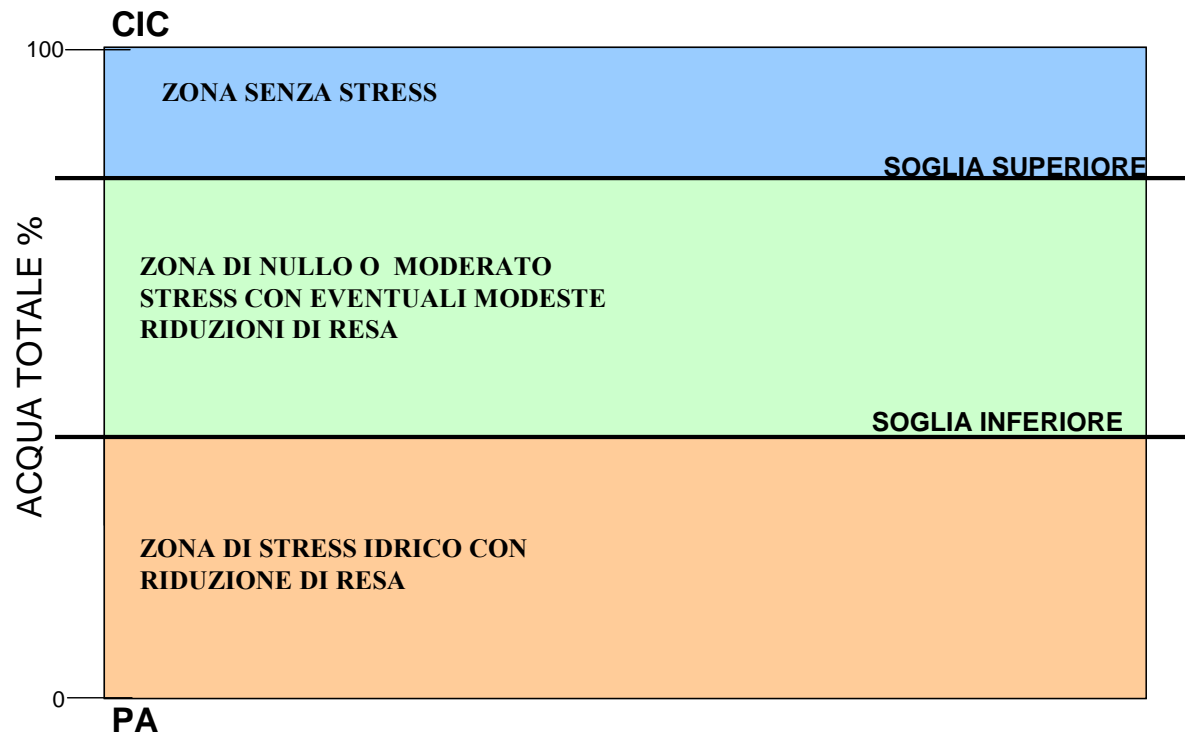 CIC
100
ZONA SENZA STRESS
SOGLIA SUPERIORE
ACQUA TOTALE %
ZONA DI NULLO O MODERATO
STRESS CON EVENTUALI MODESTE
RIDUZIONI DI RESA
SOGLIA INFERIORE
ZONA DI STRESS IDRICO CON
RIDUZIONE DI RESA
0
PA